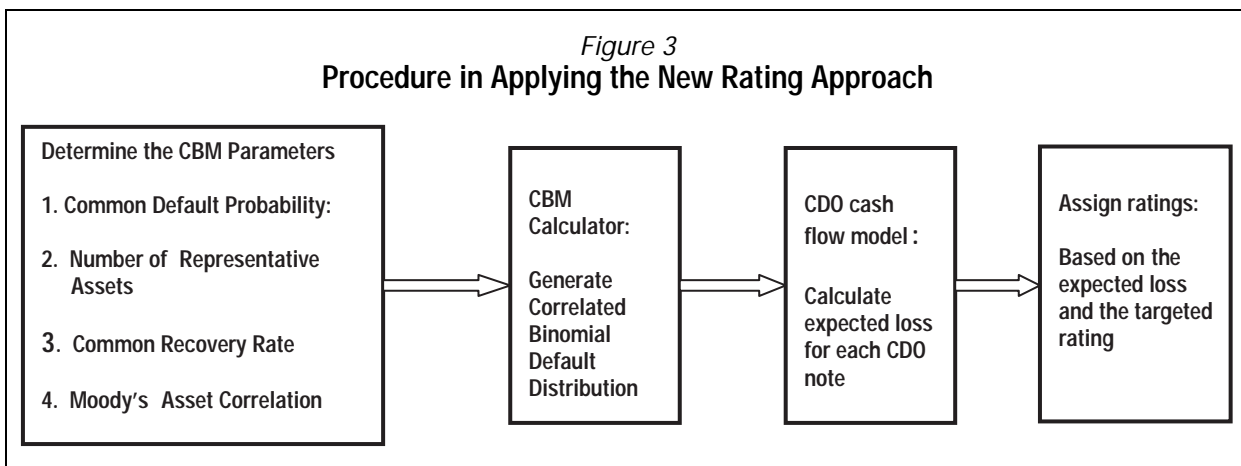 Figure 3
Procedure in Applying the New Rating Approach
Determine the CBM Parameters
1. Common Default Probability:
2. Number of Representative
Assets
3. Common Recovery Rate
4. Moody's Asset Correlation
CBM
Calculator:
Generate
Correlated
Binomial
Default
Distribution
CDO cash
flow model :
Calculate
expected loss
for each CDO
note
Assign ratings:
Based on the
expected loss
and the targeted
rating